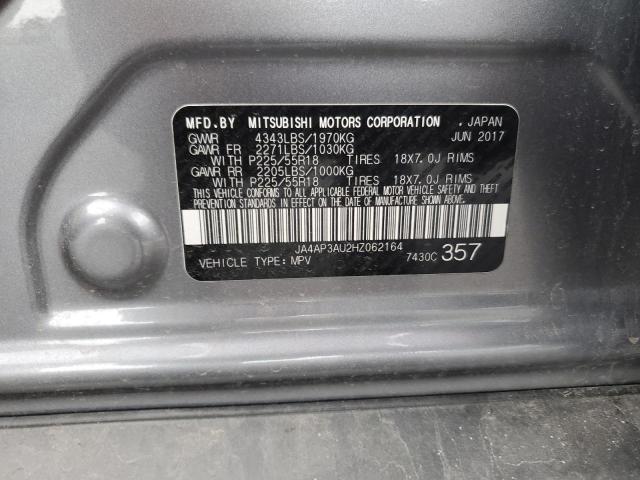 MFD.BY MITSUBISHI MOTORS CORPORATION . JAPAN
GVWR 4343LBS/1970KG JUN 2017
GAWR FR 2271LBS/1030KG
WITH P225/55R18 TIRES 18X7.0J RIMS
GAWR RR 2205LBS/1000KG
WITH P225/55R18 TIRES 18X7.0J RIMS
THIS VEHICLE CONFORMS TO ALL APPLICABLE FEDERAL MOTOR VEHICLE SAFETY AND THEFT
PREVENTION STANDARDS IN EFFECT ON THE DATE OF MANUFACTURE SHOWN ABOVE.
JA4AP3AU2HZ062164
VEHICLE TYPE: MPV 7430C 357